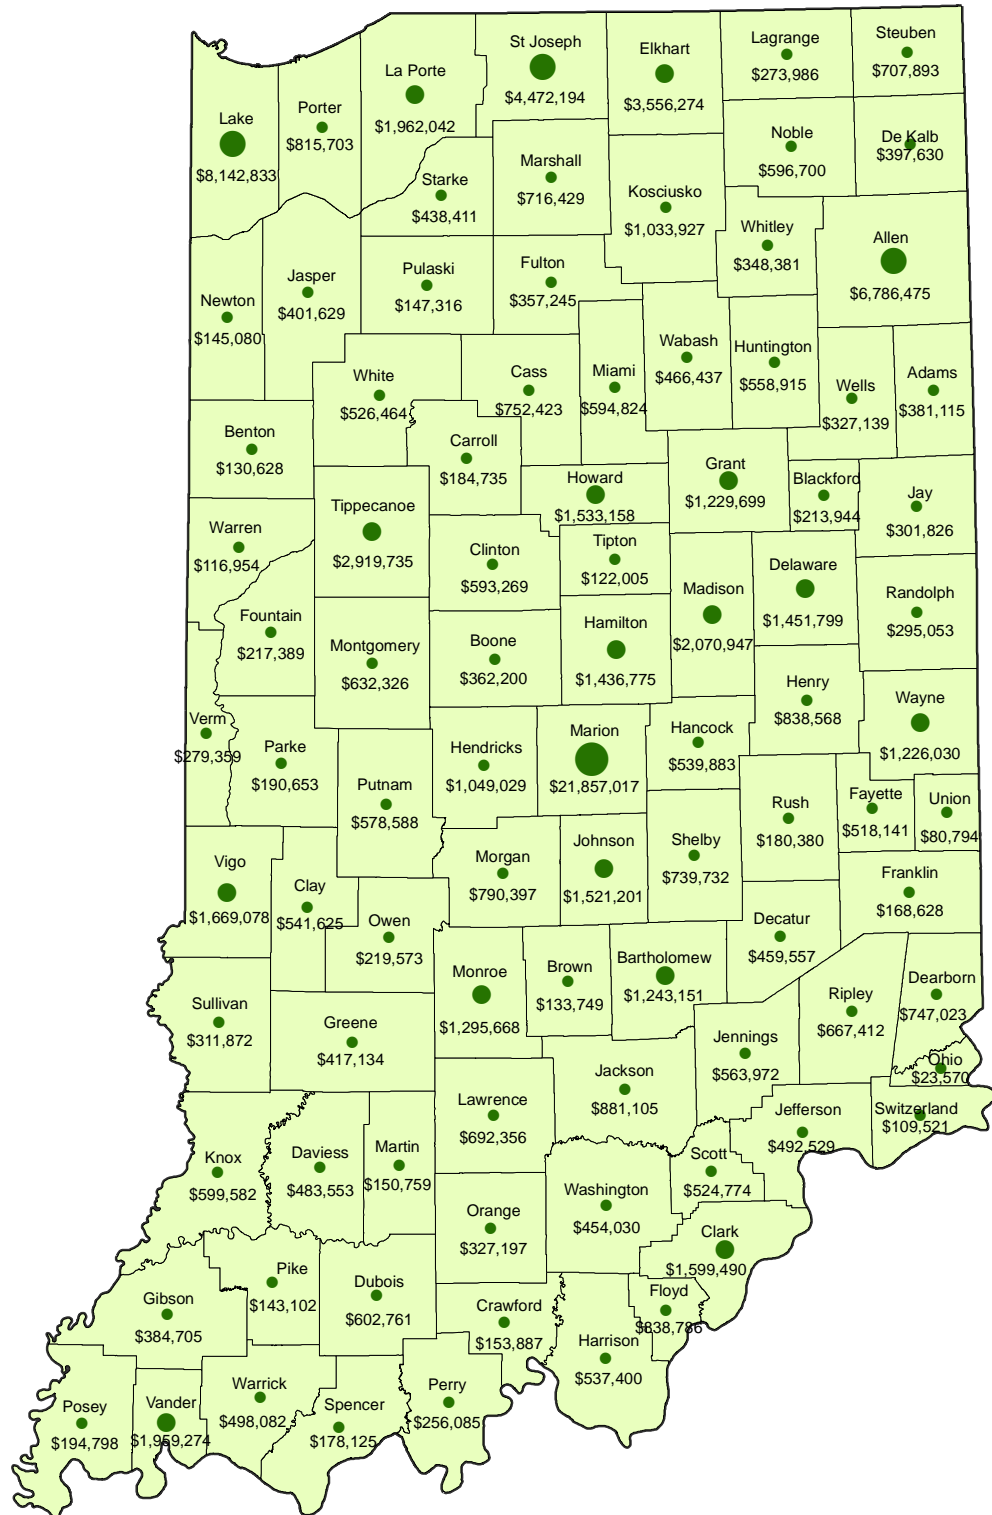 St Joseph
$4,472,194
Elkhart
$3,556,274
Lagrange
$273,986
Steuben
$707,893
La Porte
$1,962,042
Porter
$815,703
Lake
$8,142,833
Noble
$596,700
De Kalb
$397,630
Marshall
$716,429
Starke
$438,411
Kosciusko
$1,033,927
Whitley
$348,381
Allen
$6,786,475
Newton
$145,080
Jasper
$401,629
Pulaski
$147,316
Fulton
$357,245
Wabash
$466,437
Huntington
$558,915
White
$526,464
Cass
$752,423
Miami
$594,824
Wells
$327,139
Adams
$381,115
Benton
$130,628
Carroll
$184,735
Howard
$1,533,158
Grant
$1,229,699
Blackford
$213,944
Jay
$301,826
Warren
$116,954
Tippecanoe
$2,919,735
Clinton
$593,269
Tipton
$122,005
Madison
$2,070,947
Delaware
$1,451,799
Randolph
$295,053
Fountain
$217,389
Montgomery
$632,326
Boone
$362,200
Hamilton
$1,436,775
Henry
$838,568
Wayne
$1,226,030
Verm
$279,359
Parke
$190,653
Putnam
$578,588
Hendricks
$1,049,029
Marion
$21,857,017
Hancock
$539,883
Rush
$180,380
Fayette
$518,141
Union
$80,794
Vigo
$1,669,078
Clay
$541,625
Owen
$219,573
Morgan
$790,397
Johnson
$1,521,201
Shelby
$739,732
Franklin
$168,628
Decatur
$459,557
Sullivan
$311,872
Greene
$417,134
Monroe
$1,295,668
Brown
$133,749
Bartholomew
$1,243,151
Jennings
$563,972
Ripley
$667,412
Dearborn
$747,023
Ohio
$23,570
Switzerland
$109,521
Jefferson
$492,529
Jackson
$881,105
Lawrence
$692,356
Knox
$599,582
Daviess
$483,553
Martin
$150,759
Orange
$327,197
Washington
$454,030
Scott
$524,774
Clark
$1,599,490
Floyd
$838,786
Harrison
$537,400
Crawford
$153,887
Dubois
$602,761
Pike
$143,102
Gibson
$384,705
Posey
$194,798
Vander
$1,959,274
Warrick
$498,082
Spencer
$178,125
Perry
$256,085